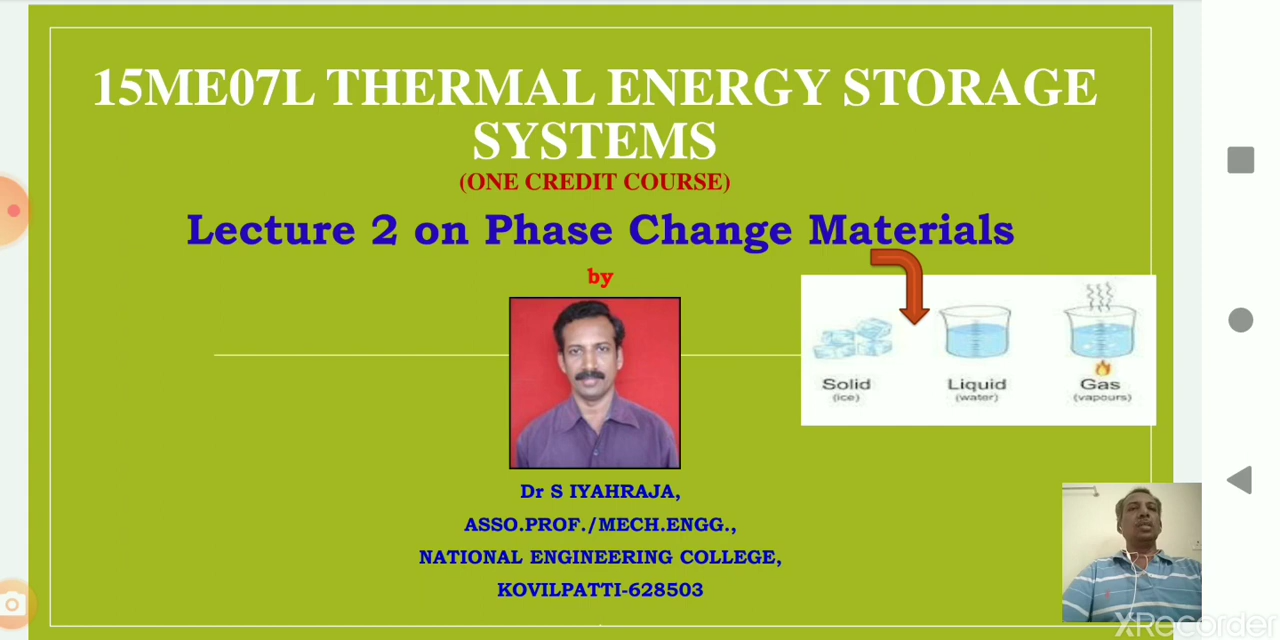 15ME07L THERMAL ENERGY STORAGE
SYSTEMS
(ONE CREDIT COURSE)
Lecture 2 on Phase Change Materials
by
Solid
(ice)
Liquid
(water)
Gas
(vapours)
Dr S IYAHRAJA,
ASSO.PROF./MECH.ENGG.,
NATIONAL ENGINEERING COLLEGE,
KOVILPATTI-628503
XRecorder